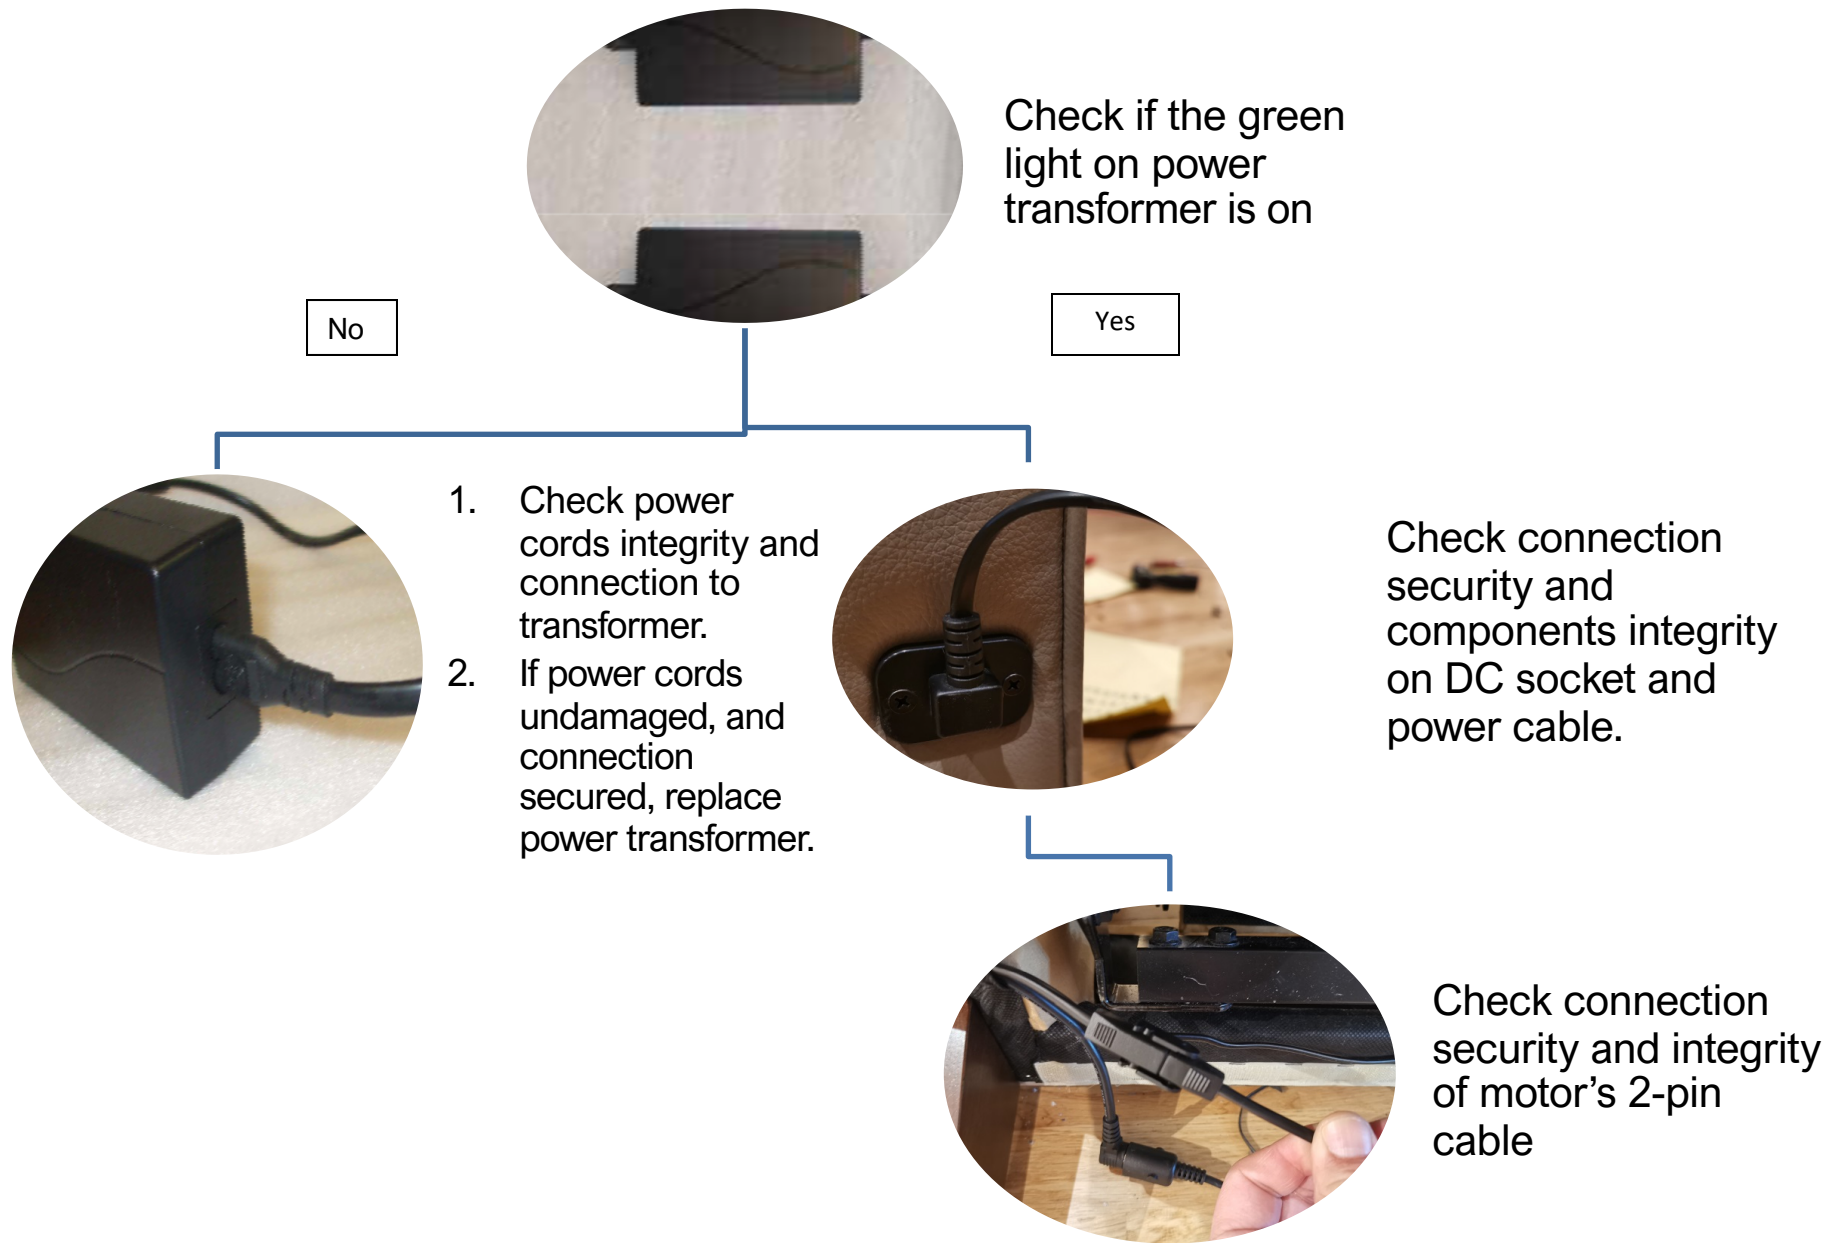 Check if the green
light on power
transformer is on
No
Yes
1. Check power
cords integrity and
connection to
transformer.
2. If power cords
undamaged, and
connection
secured, replace
power transformer.
Check connection
security and
components integrity
on DC socket and
power cable.
Check connection
security and integrity
of motor’s 2-pin
cable